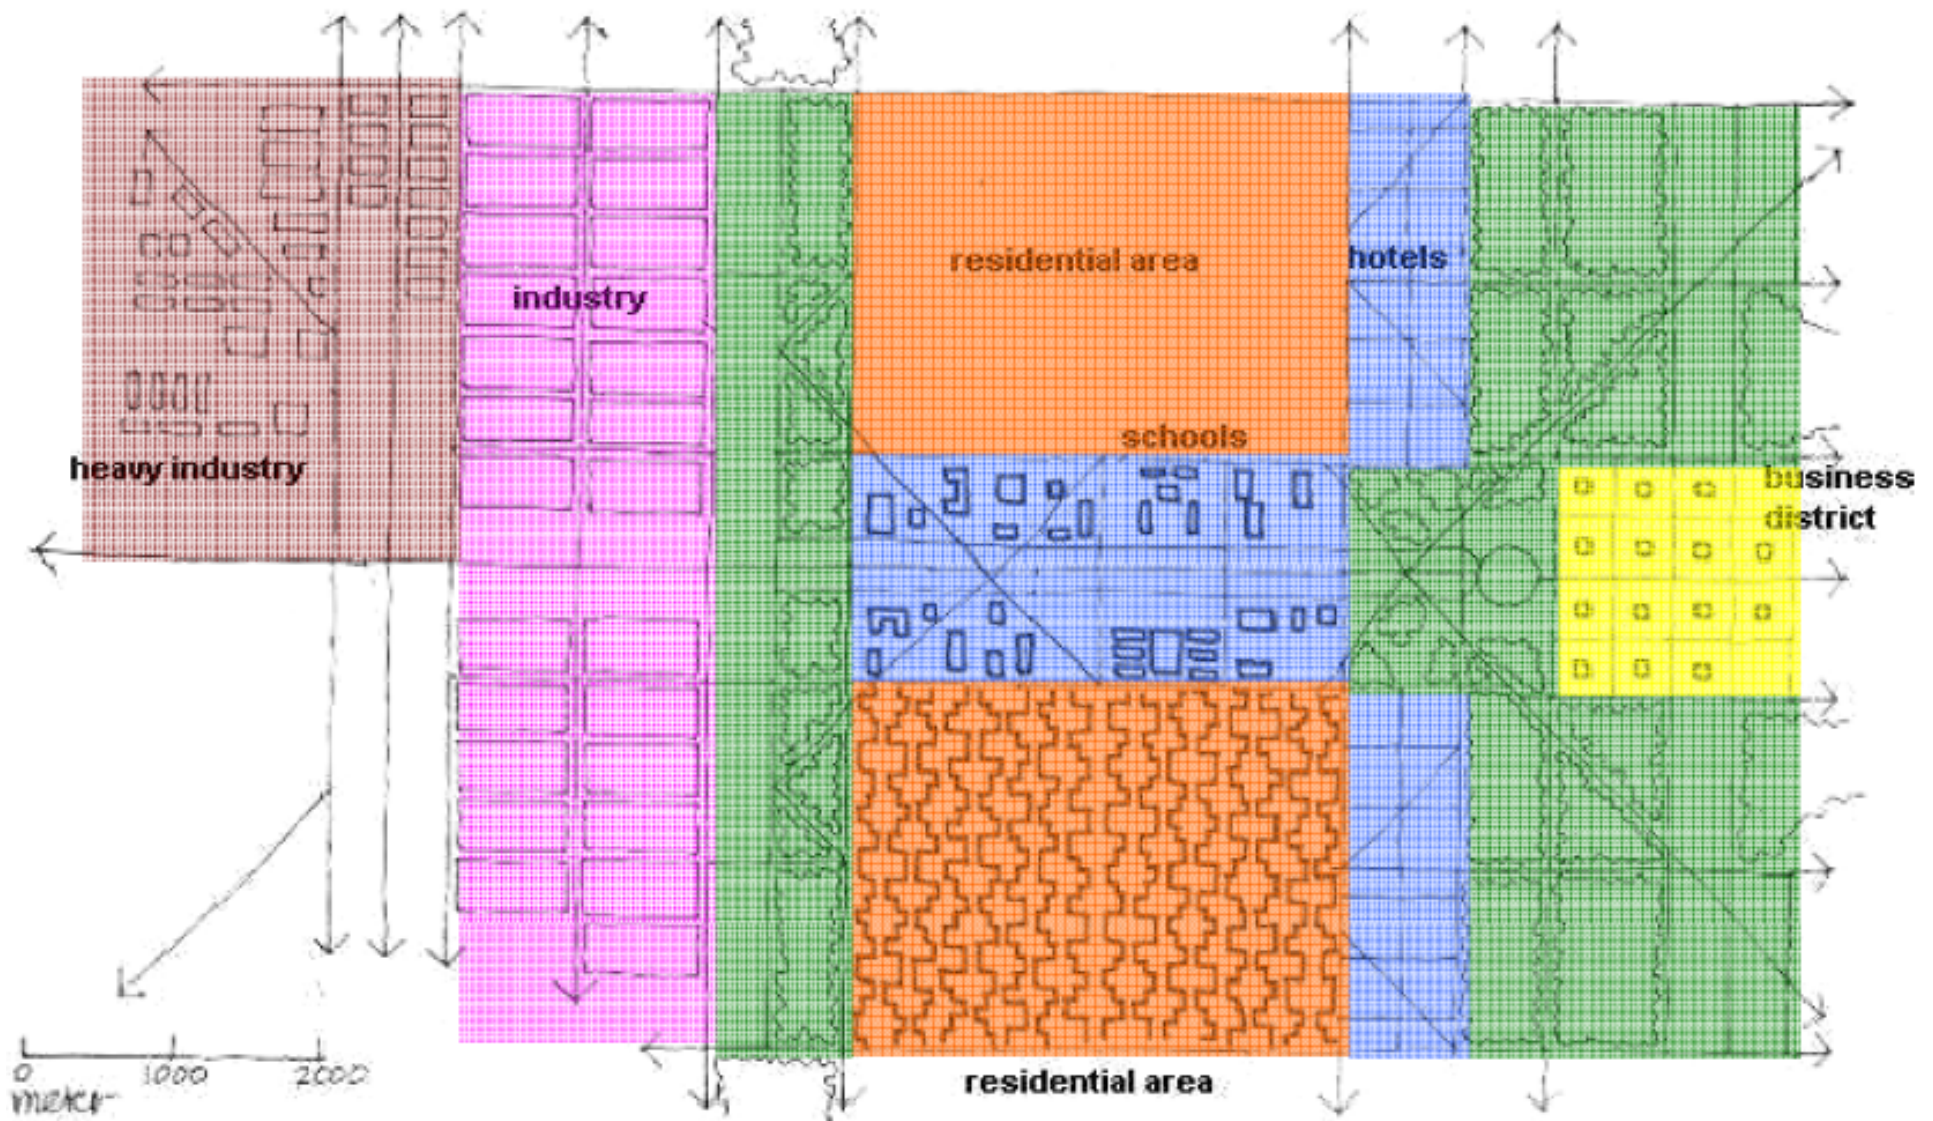 residential area
hotels
industry
schools
heavy industry
business
district
0 1000 2000
meter
residential area